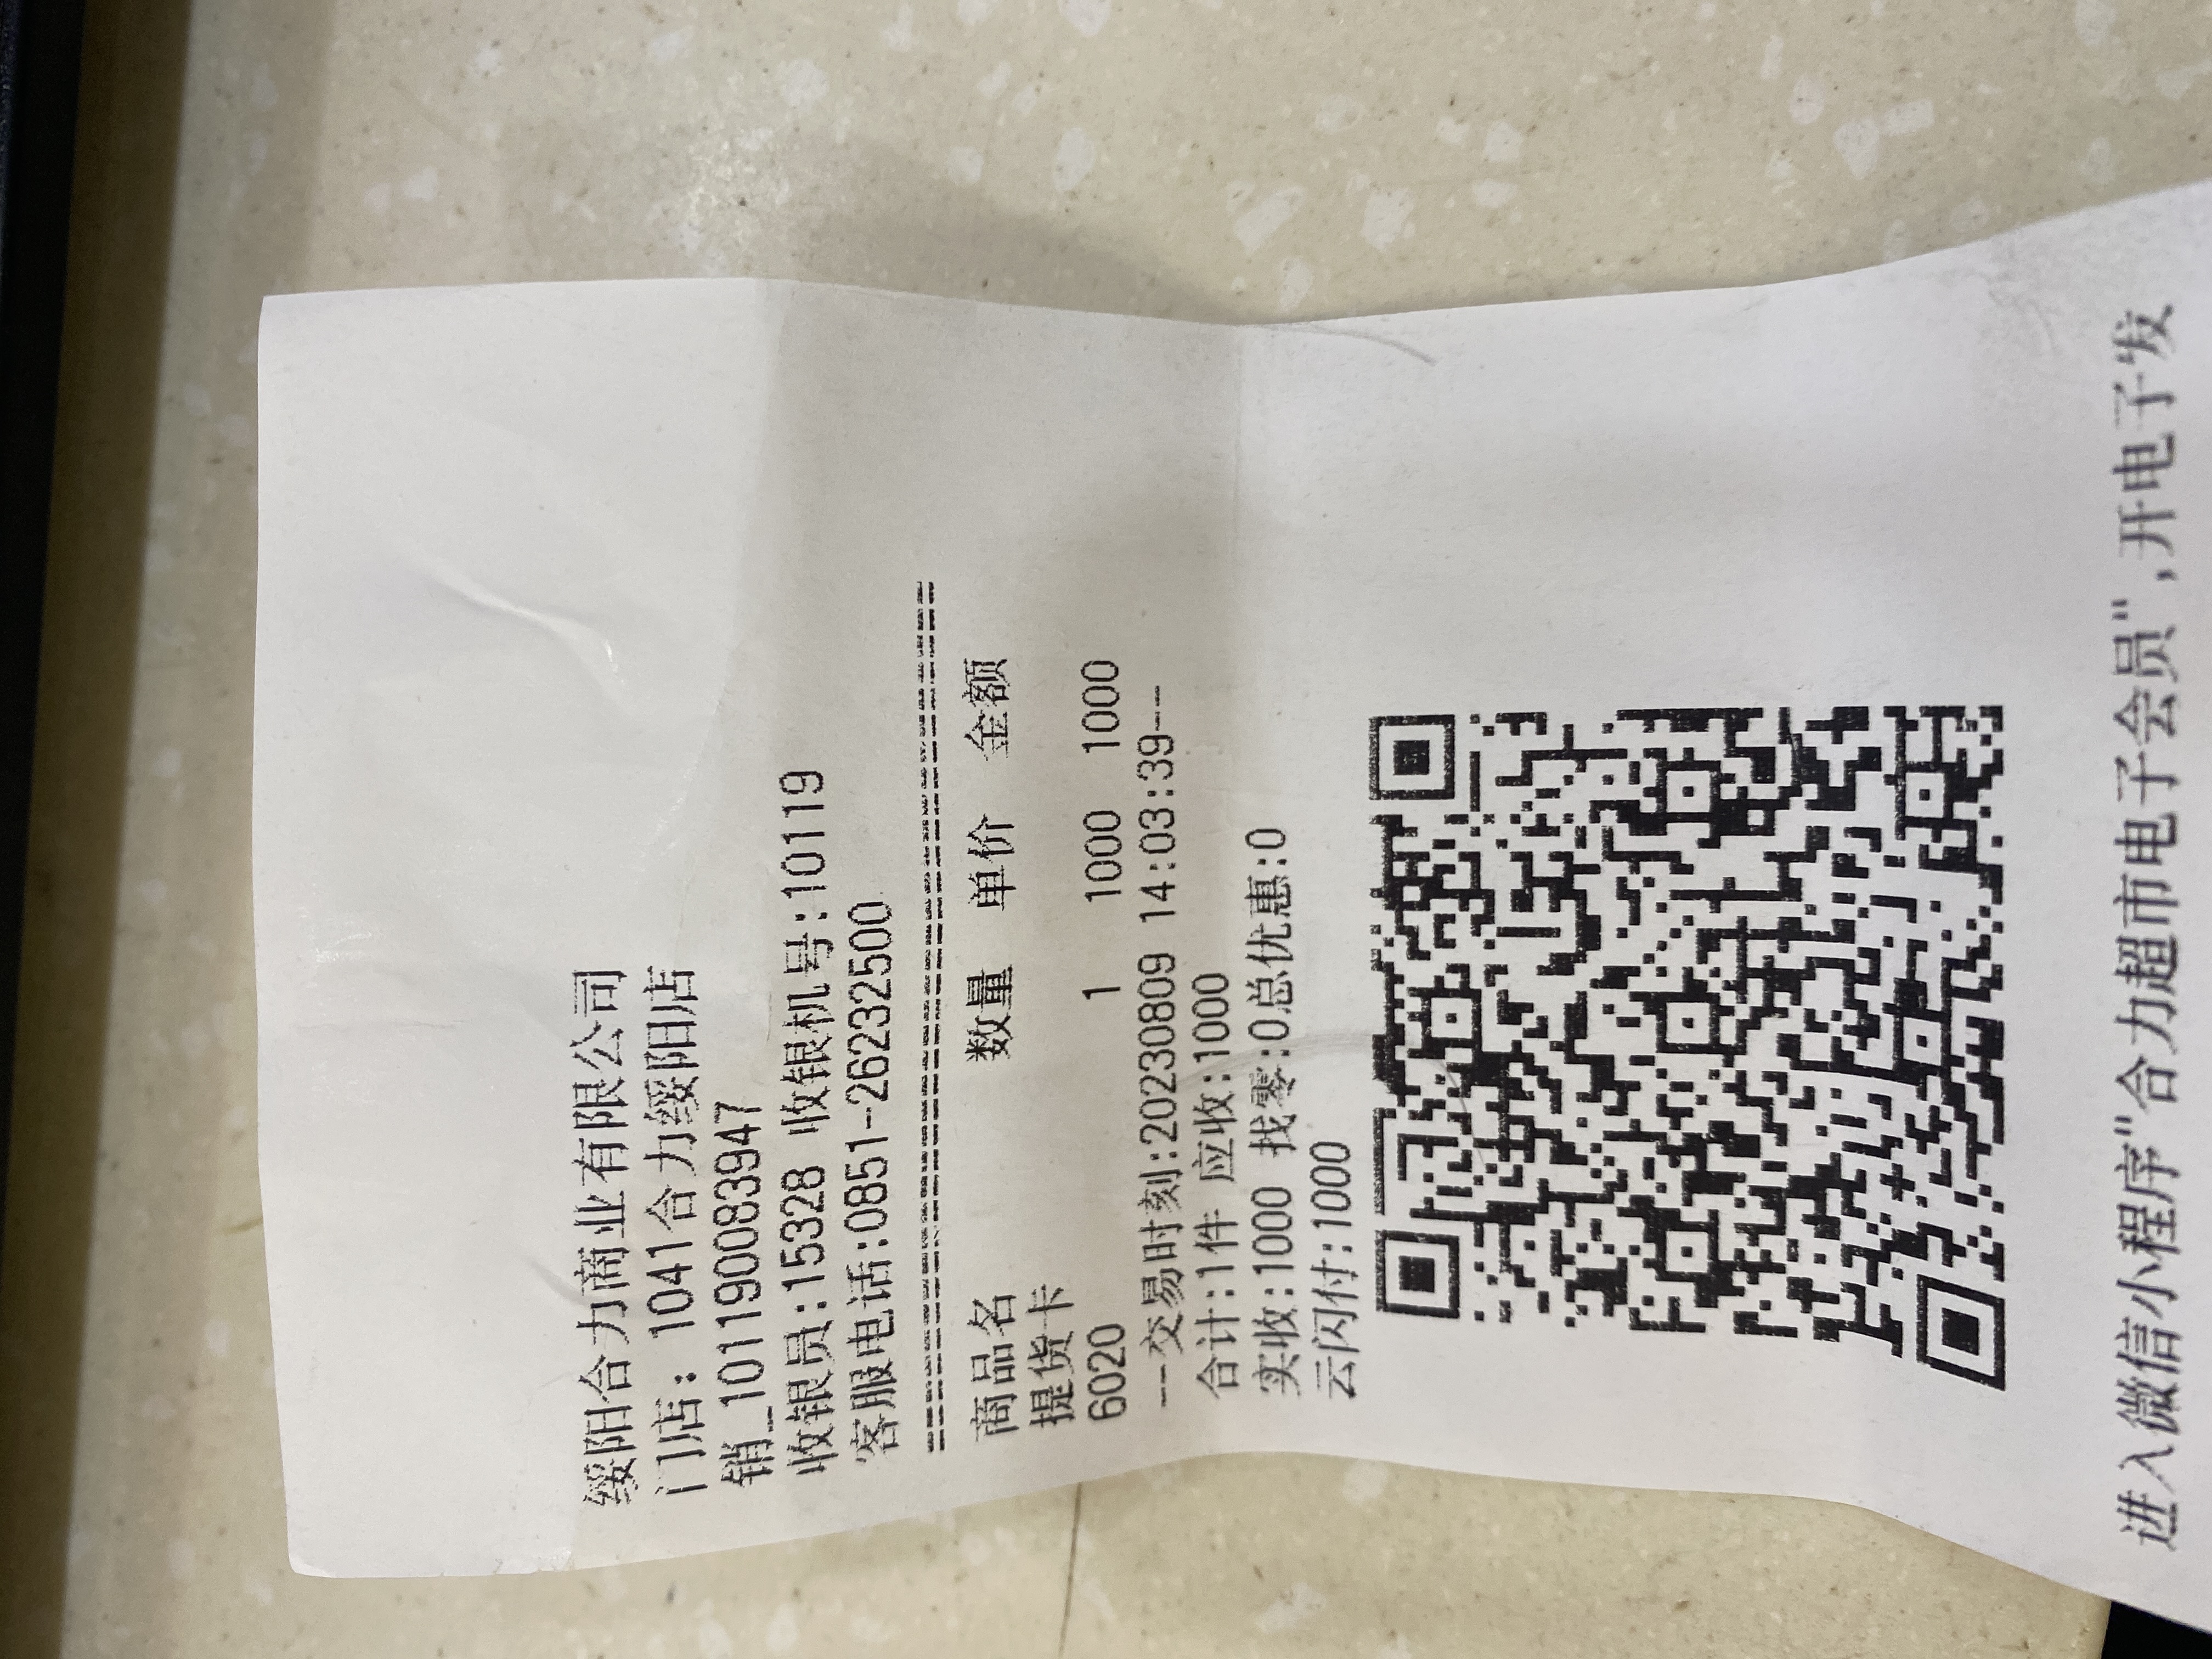 绥阳合力商业有限公司
门店: 1041合力绥阳店
销_101190083947
收银员:15328 收银机号:10119
客服电话:0851-26232500
商品名 数量 单价 金额
提货卡
6020 1 1000 1000
--交易时刻:20230809 14:03:39--
合计:1件 应收:1000
实收:1000 找零:0总优惠:0
云闪付:1000
进入微信小程序"合力超市电子会员",开电子发